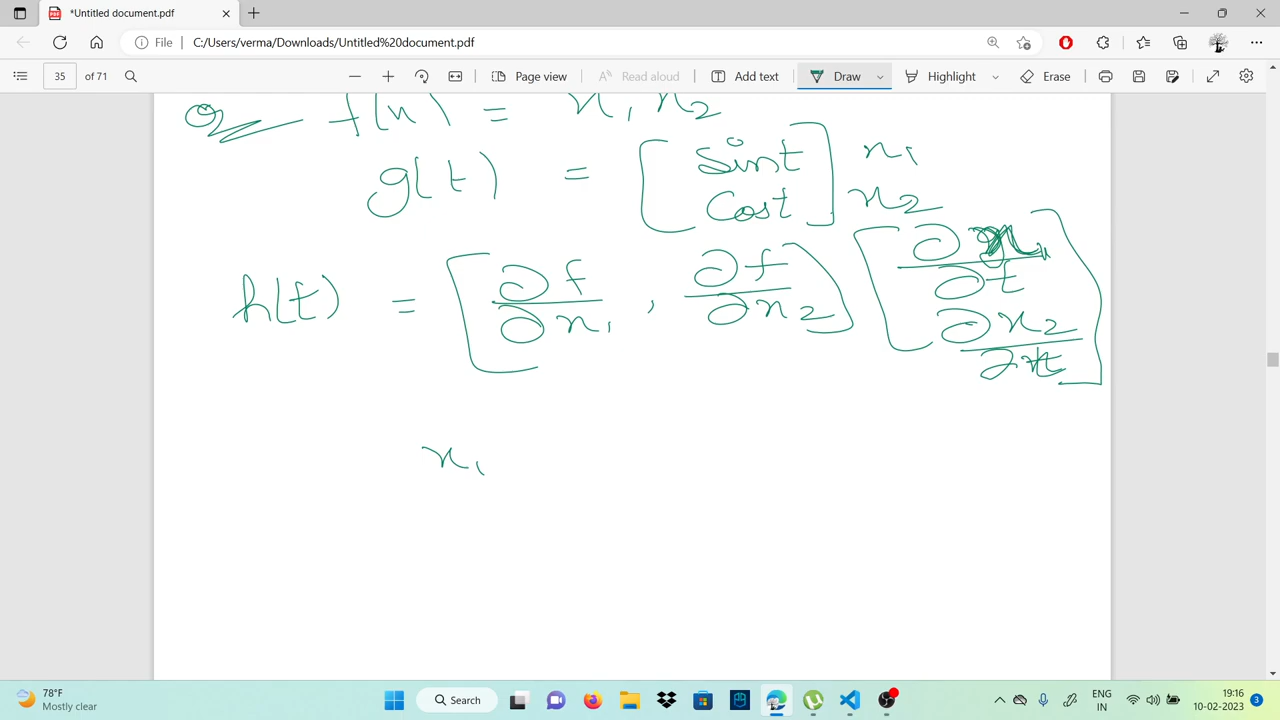 *Untitled document.pdf
File C:/Users/verma/Downloads/Untitled%20document.pdf
35 of 71 Page view Read aloud Add text Draw Highlight Erase
Q f(x) = x1 x2
g(t) = [ sint ] x1
[ cost ] x2
h(t) = [ ∂f/∂x1 , ∂f/∂x2 ] [ ∂x1/∂t
∂x2/∂t ]
x1
78°F
Mostly clear
Search
ENG
IN
19:16
10-02-2023
3